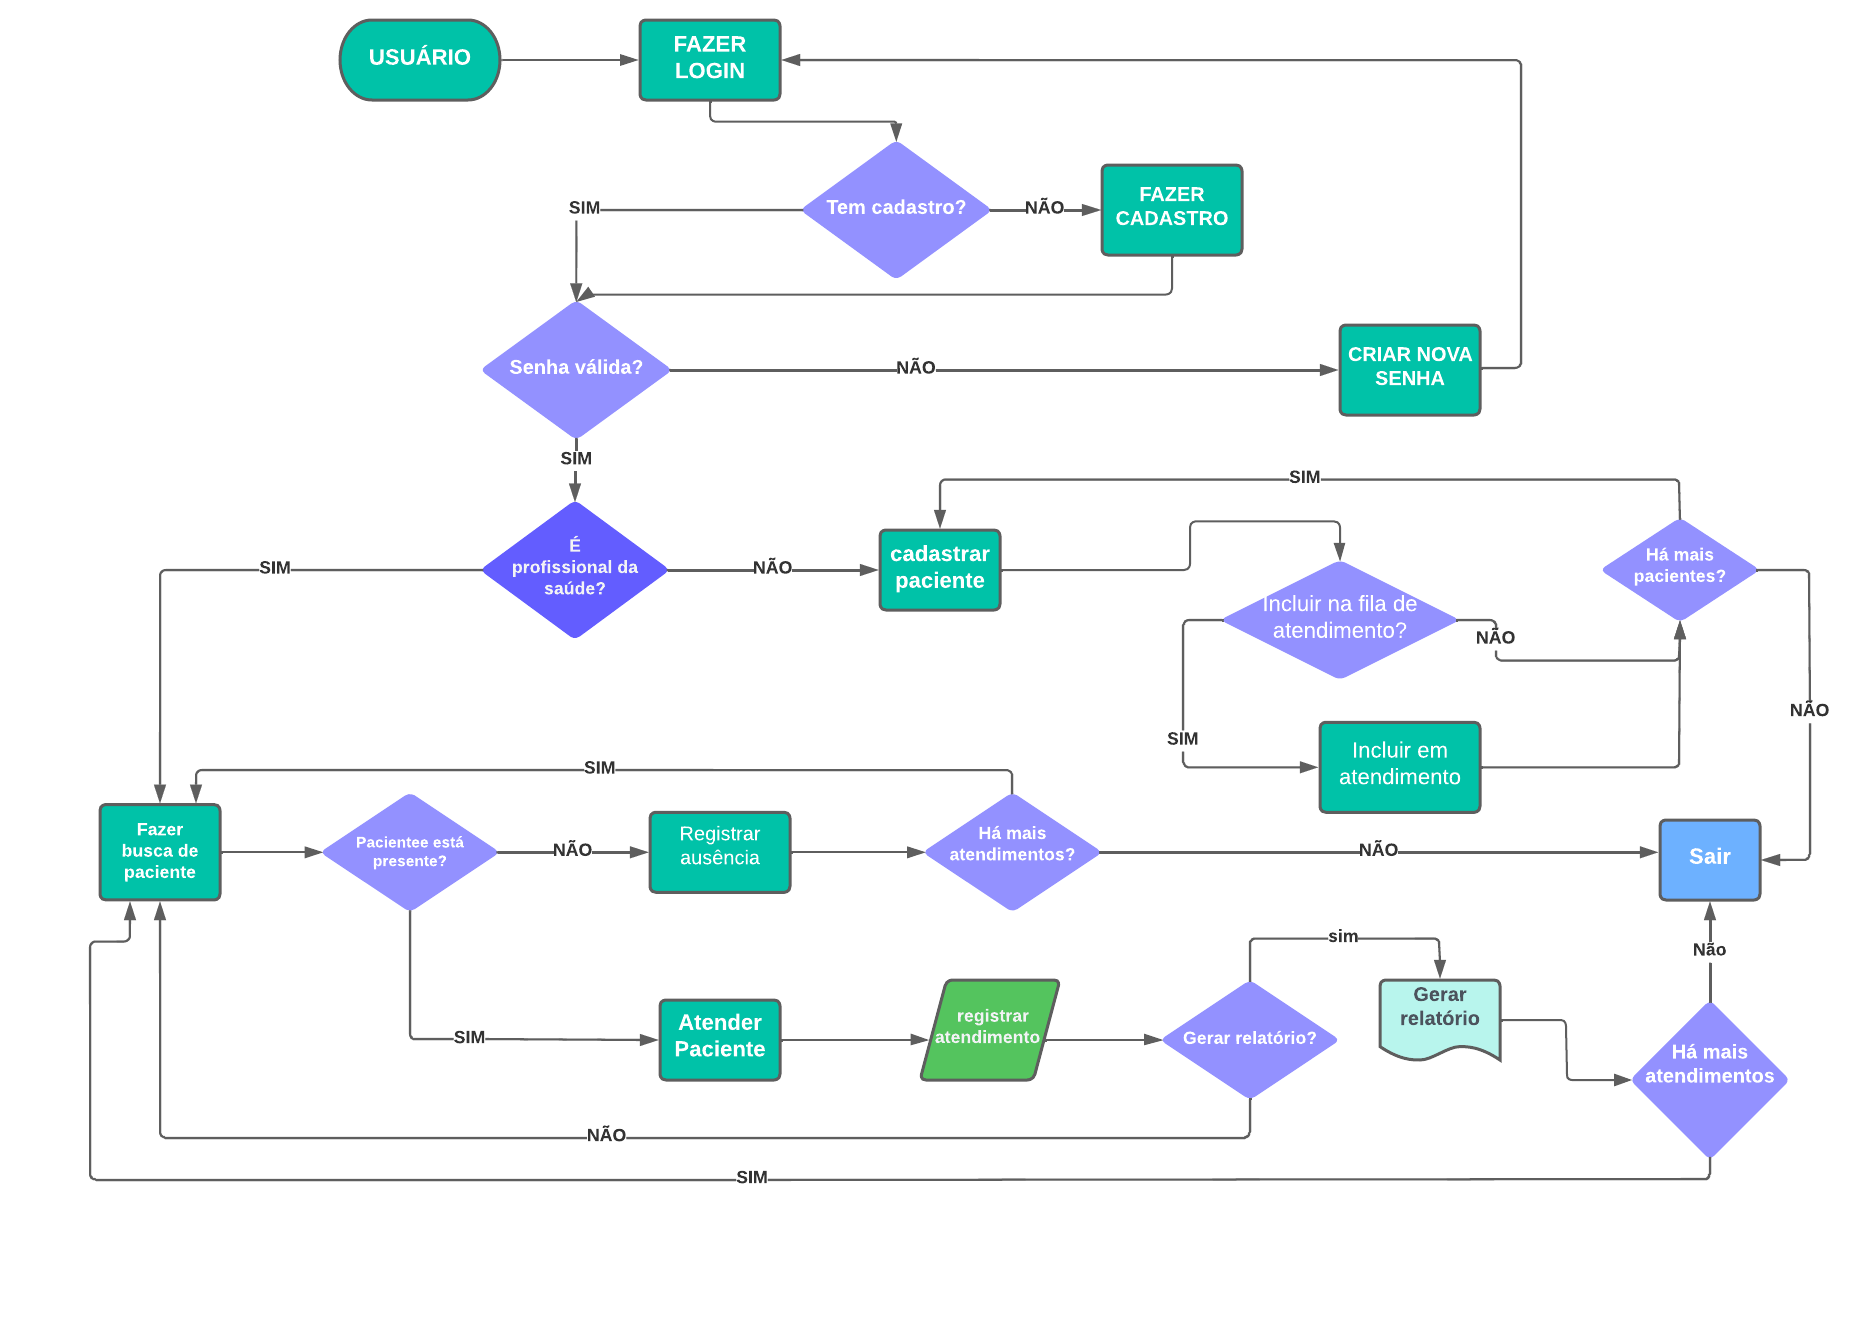 USUÁRIO
FAZER
LOGIN
Tem cadastro?
SIM
NÃO
FAZER
CADASTRO
Senha válida?
NÃO
CRIAR NOVA
SENHA
SIM
É
profissional da
saúde?
SIM
NÃO
cadastrar
paciente
SIM
Há mais
pacientes?
Incluir na fila de
atendimento?
NÃO
NÃO
SIM
Incluir em
atendimento
SIM
Fazer
busca de
paciente
Pacientee está
presente?
NÃO
Registrar
ausência
Há mais
atendimentos?
NÃO
Sair
SIM
Atender
Paciente
registrar
atendimento
Gerar relatório?
sim
Gerar
relatório
Não
Há mais
atendimentos
NÃO
SIM